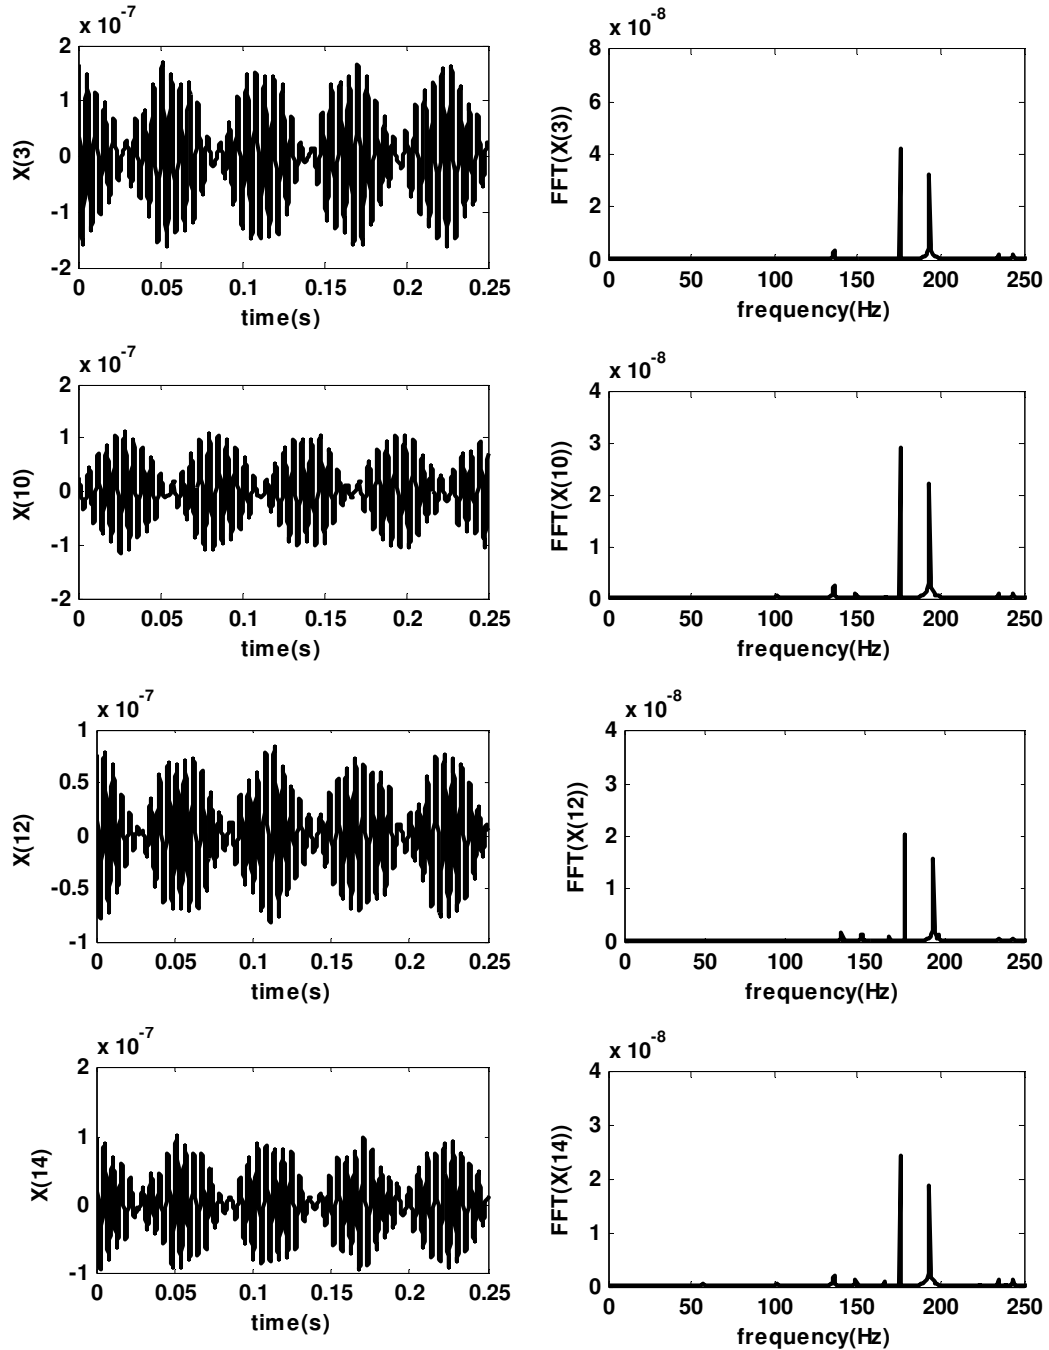 x 10^-7
2
1
0
-1
-2
X(3)
0 0.05 0.1 0.15 0.2 0.25
time(s)
x 10^-8
8
6
4
2
0
FFT(X(3))
0 50 100 150 200 250
frequency(Hz)
x 10^-7
2
1
0
-1
-2
X(10)
0 0.05 0.1 0.15 0.2 0.25
time(s)
x 10^-8
4
3
2
1
0
FFT(X(10))
0 50 100 150 200 250
frequency(Hz)
x 10^-7
1
0.5
0
-0.5
-1
X(12)
0 0.05 0.1 0.15 0.2 0.25
time(s)
x 10^-8
4
3
2
1
0
FFT(X(12))
0 50 100 150 200 250
frequency(Hz)
x 10^-7
2
1
0
-1
X(14)
0 0.05 0.1 0.15 0.2 0.25
time(s)
x 10^-8
4
3
2
1
0
FFT(X(14))
0 50 100 150 200 250
frequency(Hz)